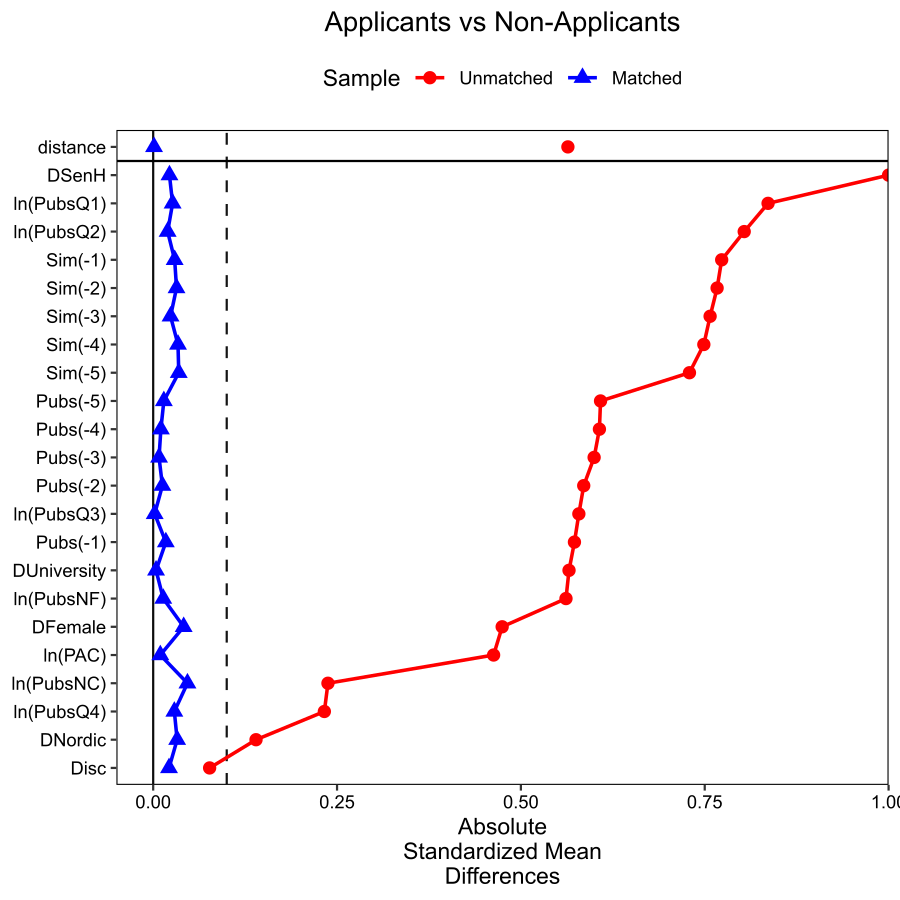 Applicants vs Non-Applicants
Sample Unmatched Matched
distance
DSenH
ln(PubsQ1)
ln(PubsQ2)
Sim(-1)
Sim(-2)
Sim(-3)
Sim(-4)
Sim(-5)
Pubs(-5)
Pubs(-4)
Pubs(-3)
Pubs(-2)
ln(PubsQ3)
Pubs(-1)
DUniversity
ln(PubsNF)
DFemale
ln(PAC)
ln(PubsNC)
ln(PubsQ4)
DNordic
Disc
0.00 0.25 0.50 0.75 1.00
Absolute
Standardized Mean
Differences